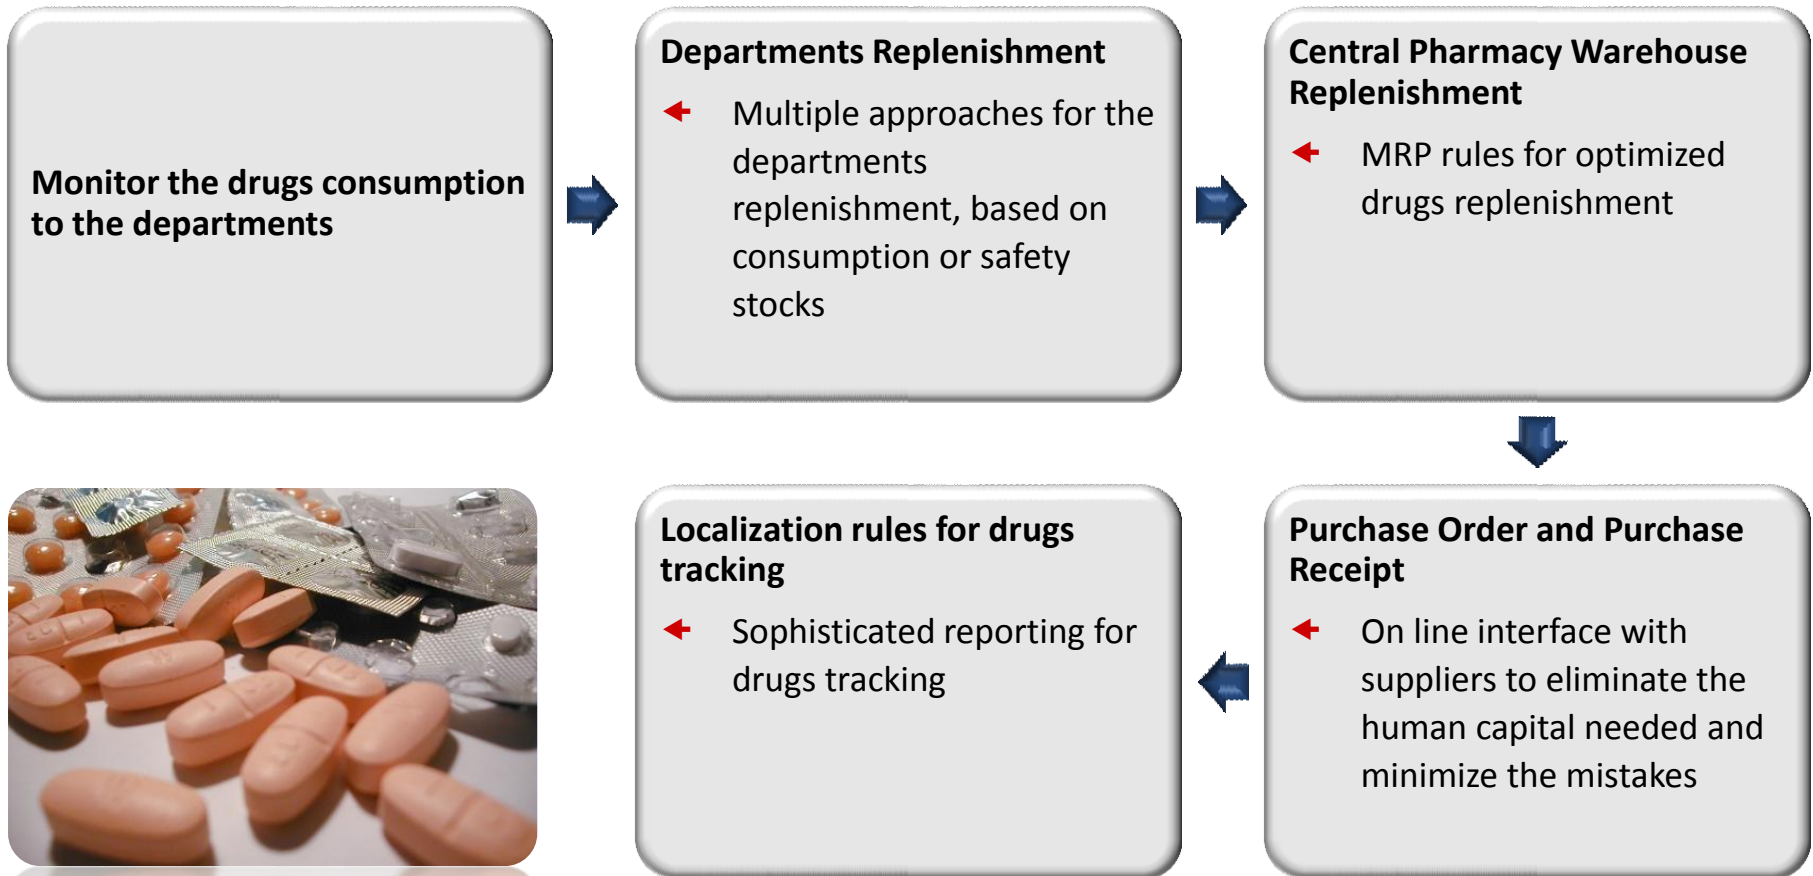 Monitor the drugs consumption
to the departments
Departments Replenishment
Multiple approaches for the
departments
replenishment, based on
consumption or safety
stocks
Central Pharmacy Warehouse
Replenishment
MRP rules for optimized
drugs replenishment
Purchase Order and Purchase
Receipt
On line interface with
suppliers to eliminate the
human capital needed and
minimize the mistakes
Localization rules for drugs
tracking
Sophisticated reporting for
drugs tracking